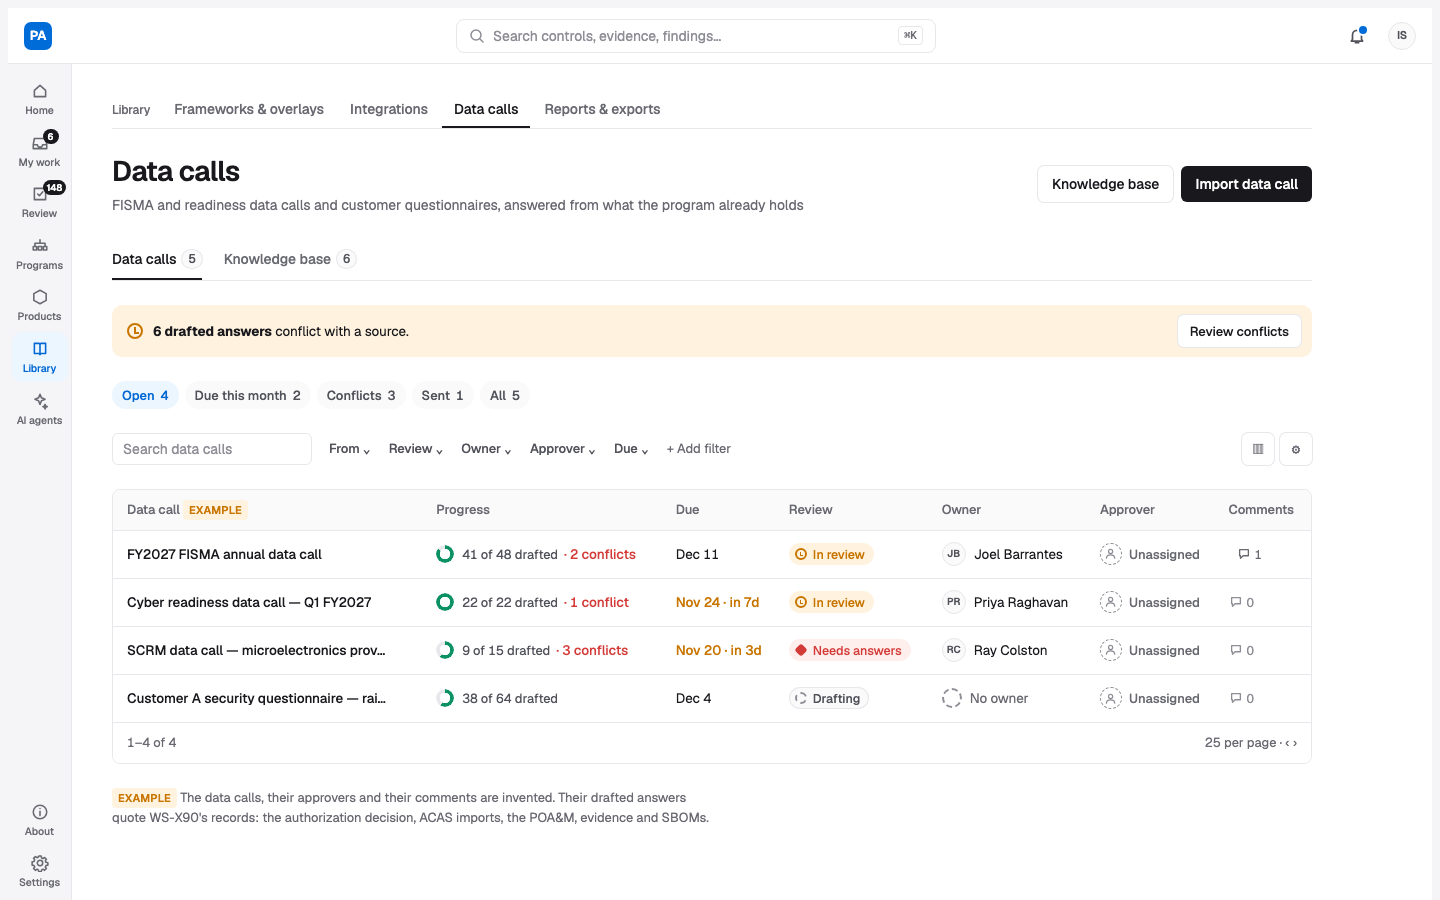 PA
Search controls, evidence, findings...
⌘K
IS
Home
6
My work
148
Review
Programs
Products
Library
AI agents
About
Settings
Library Frameworks & overlays Integrations Data calls Reports & exports
Data calls
FISMA and readiness data calls and customer questionnaires, answered from what the program already holds
Knowledge base
Import data call
Data calls 5 Knowledge base 6
6 drafted answers conflict with a source.
Review conflicts
Open 4 Due this month 2 Conflicts 3 Sent 1 All 5
Search data calls From Review Owner Approver Due + Add filter
Data call EXAMPLE Progress Due Review Owner Approver Comments
FY2027 FISMA annual data call 41 of 48 drafted · 2 conflicts Dec 11 In review JB Joel Barrantes Unassigned 1
Cyber readiness data call — Q1 FY2027 22 of 22 drafted · 1 conflict Nov 24 · in 7d In review PR Priya Raghavan Unassigned 0
SCRM data call — microelectronics prov... 9 of 15 drafted · 3 conflicts Nov 20 · in 3d Needs answers RC Ray Colston Unassigned 0
Customer A security questionnaire — rai... 38 of 64 drafted Dec 4 Drafting No owner Unassigned 0
1–4 of 4 25 per page · ‹ ›
EXAMPLE The data calls, their approvers and their comments are invented. Their drafted answers
quote WS-X90's records: the authorization decision, ACAS imports, the POA&M, evidence and SBOMs.